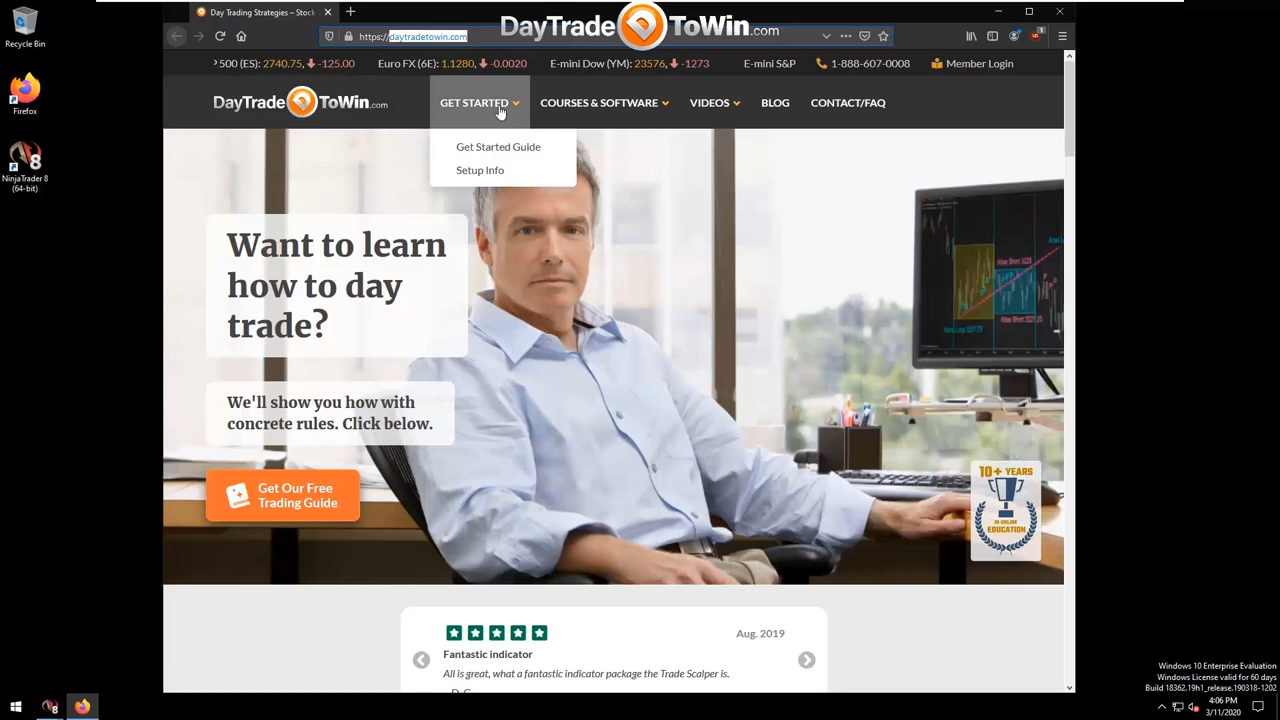 Recycle Bin
Firefox
NinjaTrader 8
(64-bit)
Day Trading Strategies – Stock
DayTradeToWin.com
https://daytradetowin.com
500 (ES): 2740.75, -125.00
Euro FX (6E): 1.1280, -0.0020
E-mini Dow (YM): 23576, -1273
E-mini S&P
1-888-607-0008
Member Login
DayTradeToWin.com
GET STARTED
COURSES & SOFTWARE
VIDEOS
BLOG
CONTACT/FAQ
Get Started Guide
Setup Info
Want to learn
how to day
trade?
We'll show you how with
concrete rules. Click below.
Get Our Free
Trading Guide
Atlas Short 3227.25
10+ YEARS
IN ONLINE
EDUCATION
Aug. 2019
Fantastic indicator
All is great, what a fantastic indicator package the Trade Scalper is.
Windows 10 Enterprise Evaluation
Windows License valid for 60 days
Build 18362.19h1_release.190318-1202
4:06 PM
3/11/2020